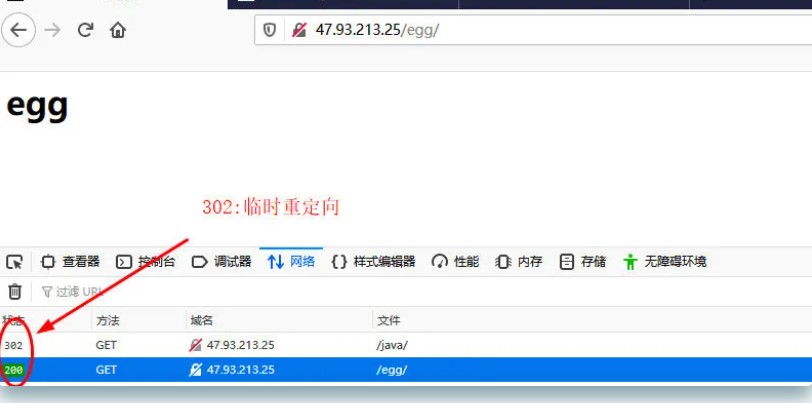 47.93.213.25/egg/
egg
302:临时重定向
查看器 控制台 调试器 网络 {} 样式编辑器 性能 内存 存储 无障碍环境
过滤 URL
状态 方法 域名 文件
302 GET 47.93.213.25 /java/
200 GET 47.93.213.25 /egg/